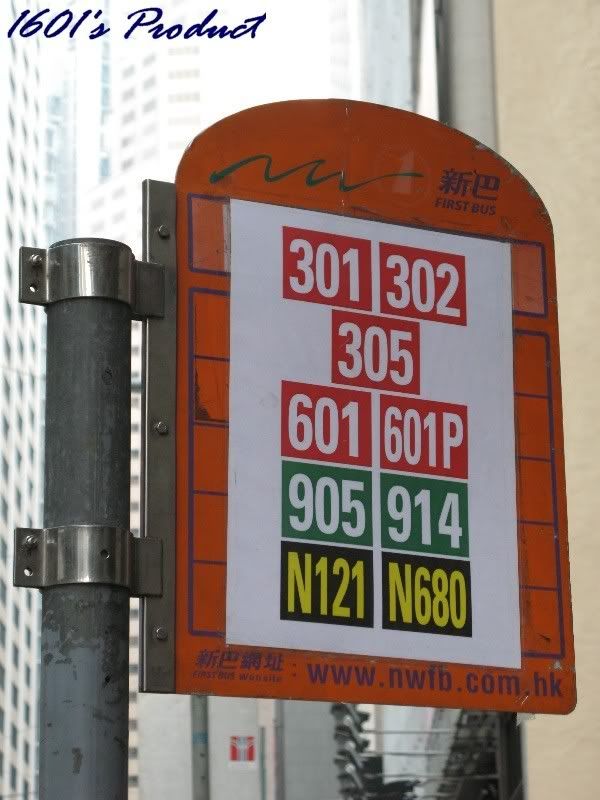 1601's Product
新巴
FIRST BUS
301 302
305
601 601P
905 914
N121 N680
新巴網址 : www.nwfb.com.hk
FIRST BUS Website